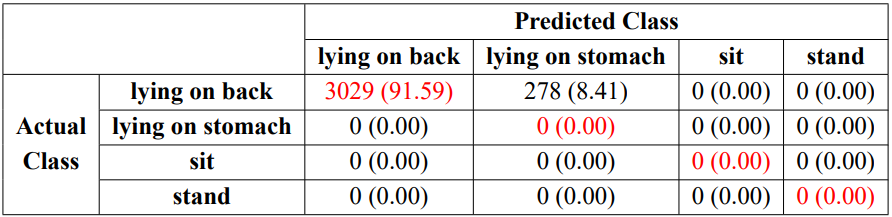 Predicted Class
lying on back lying on stomach sit stand
lying on back 3029 (91.59) 278 (8.41) 0 (0.00) 0 (0.00)
Actual lying on stomach 0 (0.00) 0 (0.00) 0 (0.00) 0 (0.00)
Class sit 0 (0.00) 0 (0.00) 0 (0.00) 0 (0.00)
stand 0 (0.00) 0 (0.00) 0 (0.00) 0 (0.00)